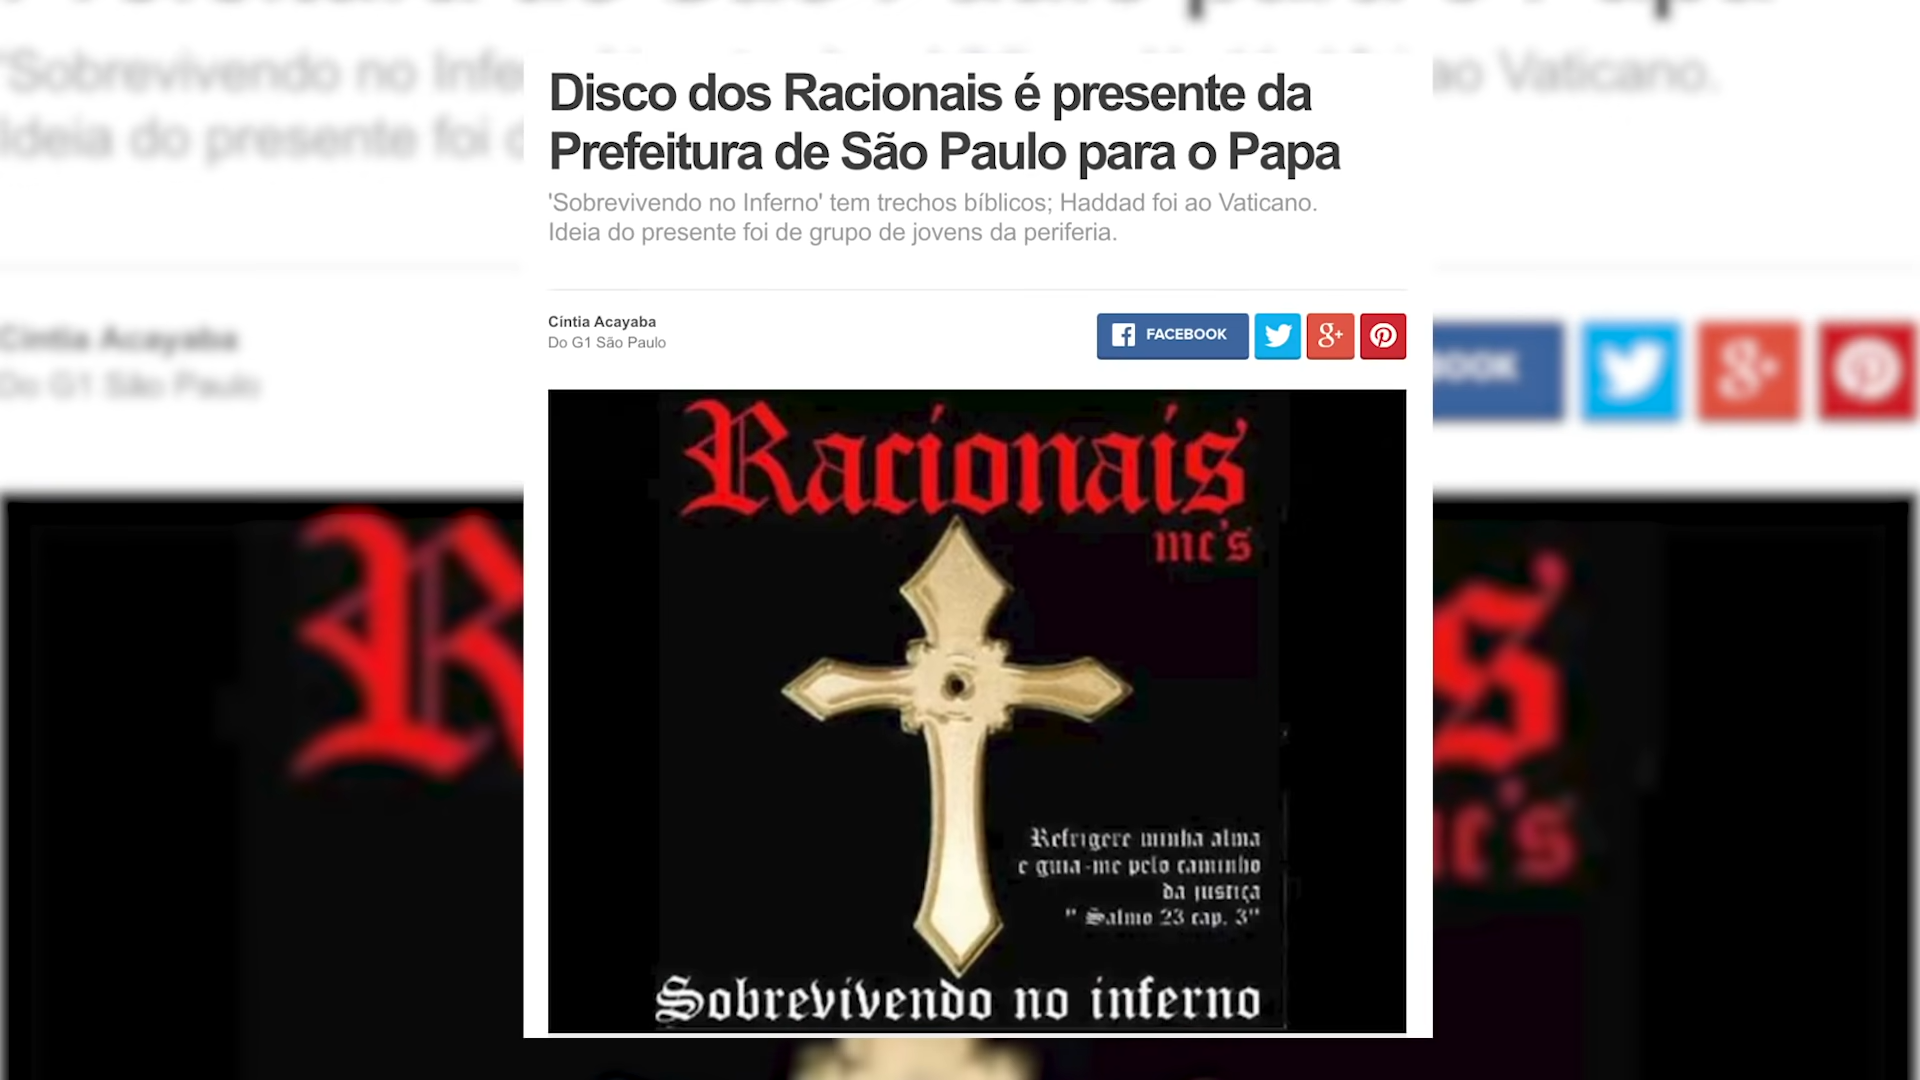 Disco dos Racionais é presente da
Prefeitura de São Paulo para o Papa
'Sobrevivendo no Inferno' tem trechos bíblicos; Haddad foi ao Vaticano.
Ideia do presente foi de grupo de jovens da periferia.
Cíntia Acayaba
Do G1 São Paulo
FACEBOOK
g+
Racionais
mc's
Refrigere minha alma
e guia-me pelo caminho
da justiça
" Salmo 23 cap. 3"
Sobrevivendo no inferno